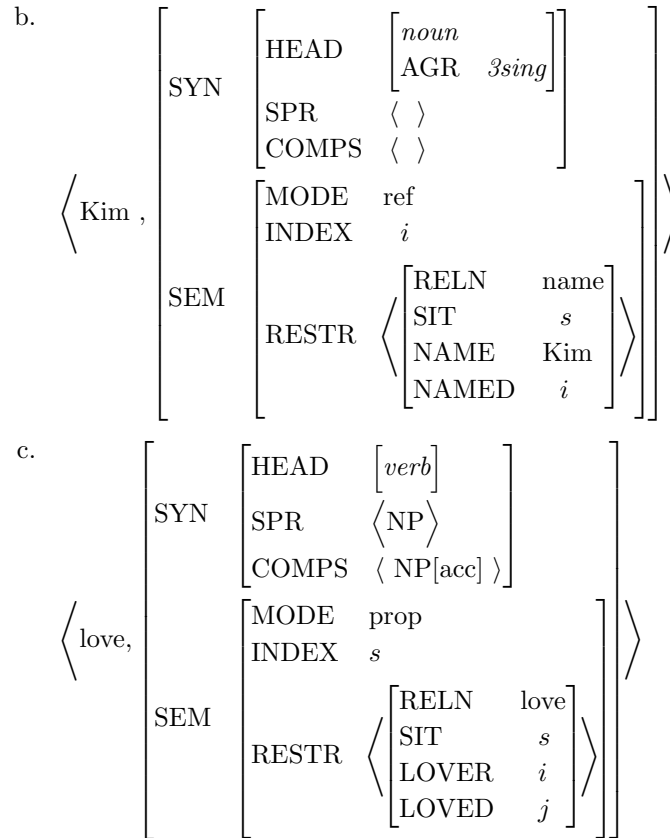 b.
noun
HEAD
AGR 3sing
SYN
SPR ⟨ ⟩
COMPS ⟨ ⟩
MODE ref
⟨ Kim ,
INDEX i
RELN name
SEM
SIT s
RESTR ⟨ ⟩
NAME Kim
NAMED i
c.
HEAD [verb]
SYN
SPR ⟨NP⟩
COMPS ⟨ NP[acc] ⟩
MODE prop
⟨ love,
INDEX s
RELN love
SEM
SIT s
RESTR ⟨ ⟩
LOVER i
LOVED j